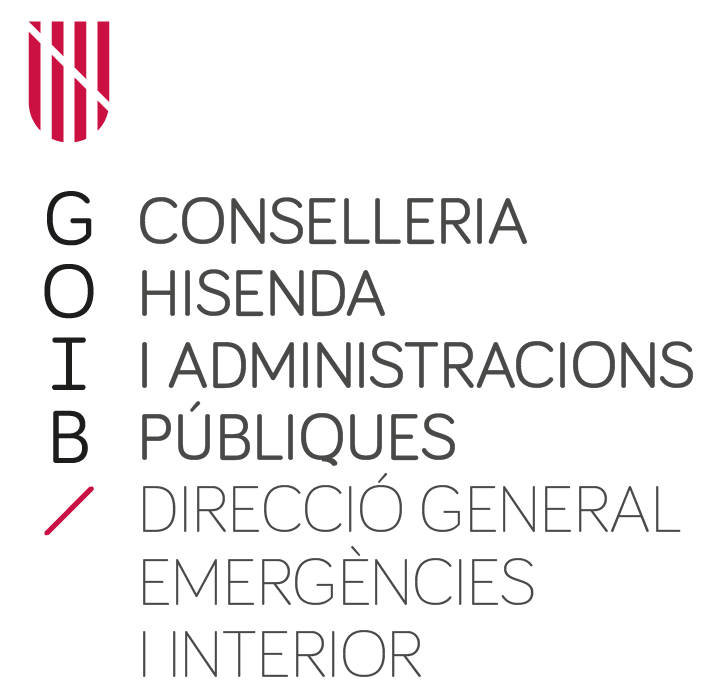 G CONSELLERIA
O HISENDA
I I ADMINISTRACIONS
B PÚBLIQUES
/ DIRECCIÓ GENERAL
EMERGÈNCIES
I INTERIOR